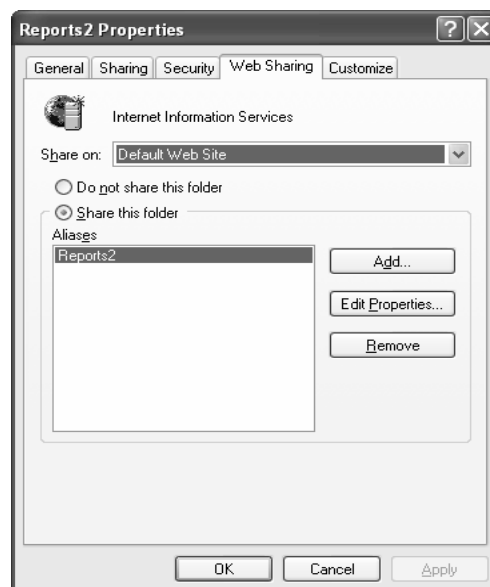 Reports2 Properties
General Sharing Security Web Sharing Customize
Internet Information Services
Share on: Default Web Site
Do not share this folder
Share this folder
Aliases
Reports2
Add...
Edit Properties...
Remove
OK Cancel Apply